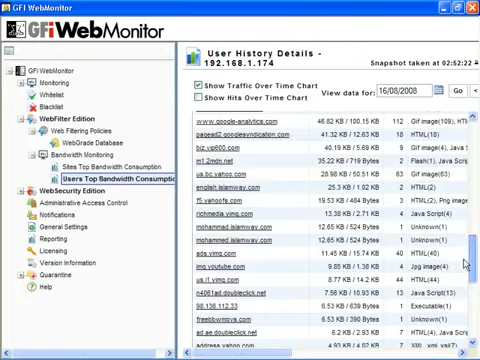 GFI WebMonitor
GFi WebMonitor
User History Details -
192.168.1.174
Snapshot taken at 02:52:22
Show Traffic Over Time Chart
Show Hits Over Time Chart
View data for:
16/08/2008
Go
<
GFI WebMonitor
Monitoring
Whitelist
Blacklist
WebFilter Edition
Web Filtering Policies
WebGrade Database
Bandwidth Monitoring
Sites Top Bandwidth Consumption
Users Top Bandwidth Consumptio
WebSecurity Edition
Administrative Access Control
Notifications
General Settings
Reporting
Licensing
Version Information
Quarantine
Help
www.google-analytics.com 46.82 KB / 100.15 KB 112 Gif image(109), HT
pagead2.googlesyndication.com 41.32 KB / 12.63 KB 18 HTML(18)
biz.vip600.com 40.19 KB / 5.69 KB 9 Gif image(4), Java S
m1.2mdn.net 35.22 KB / 719 Bytes 2 Flash(1), JavaScript
us.bc.yahoo.com 28.98 KB / 50.51 KB 63 Gif image(63)
english.islamway.com 25.32 KB / 1.02 KB 2 HTML(2)
f5.yahoofs.com 19.53 KB / 484 Bytes 3 HTML(2), Png image
richmedia.yimg.com 13.38 KB / 2.71 KB 4 Java Script(4)
mohammed.islamway.com 12.65 KB / 524 Bytes 1 Unknown(1)
mohammed.islamway.com 12.65 KB / 524 Bytes 1 Unknown(1)
ads.yimg.com 11.45 KB / 15.74 KB 40 HTML(40)
img.youtube.com 9.85 KB / 1.38 KB 4 Jpg image(4)
us.i1.yimg.com 8.77 KB / 14.2 KB 44 HTML(44)
n4061ad.doubleclick.net 7.56 KB / 10.93 KB 13 Java Script(13)
98.136.112.33 6.53 KB / 639 Bytes 1 Executable(1)
6.53 KB / 390 Bytes 1 Unknown(1)
ad.ae.doubleclick.net 6.2 KB / 2.93 KB 7 HTML(4), Java Script
address.yahoo.com